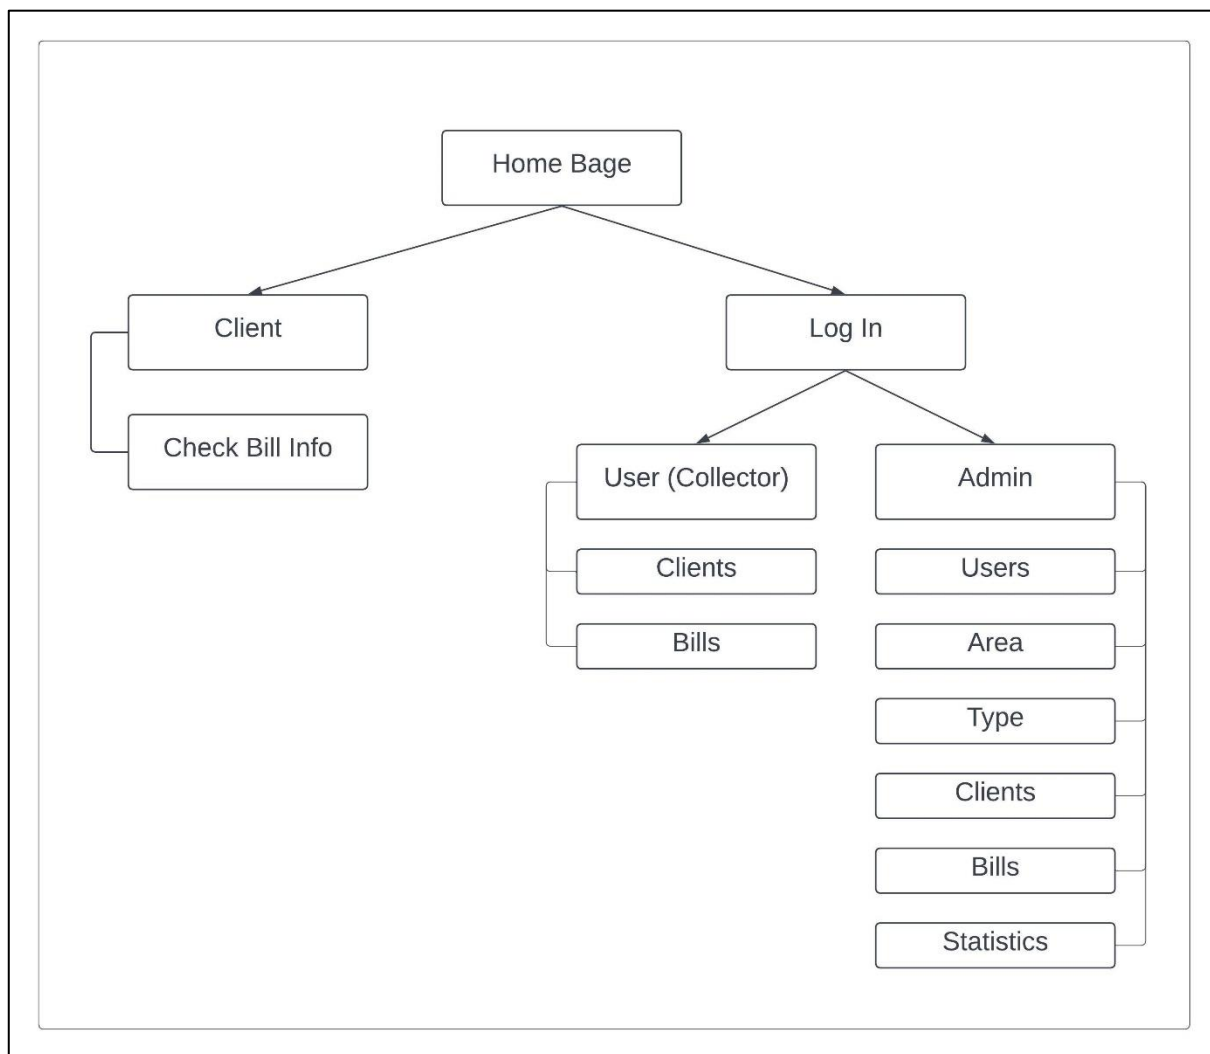 Home Bage
Client
Log In
Check Bill Info
User (Collector)
Admin
Clients
Users
Bills
Area
Type
Clients
Bills
Statistics